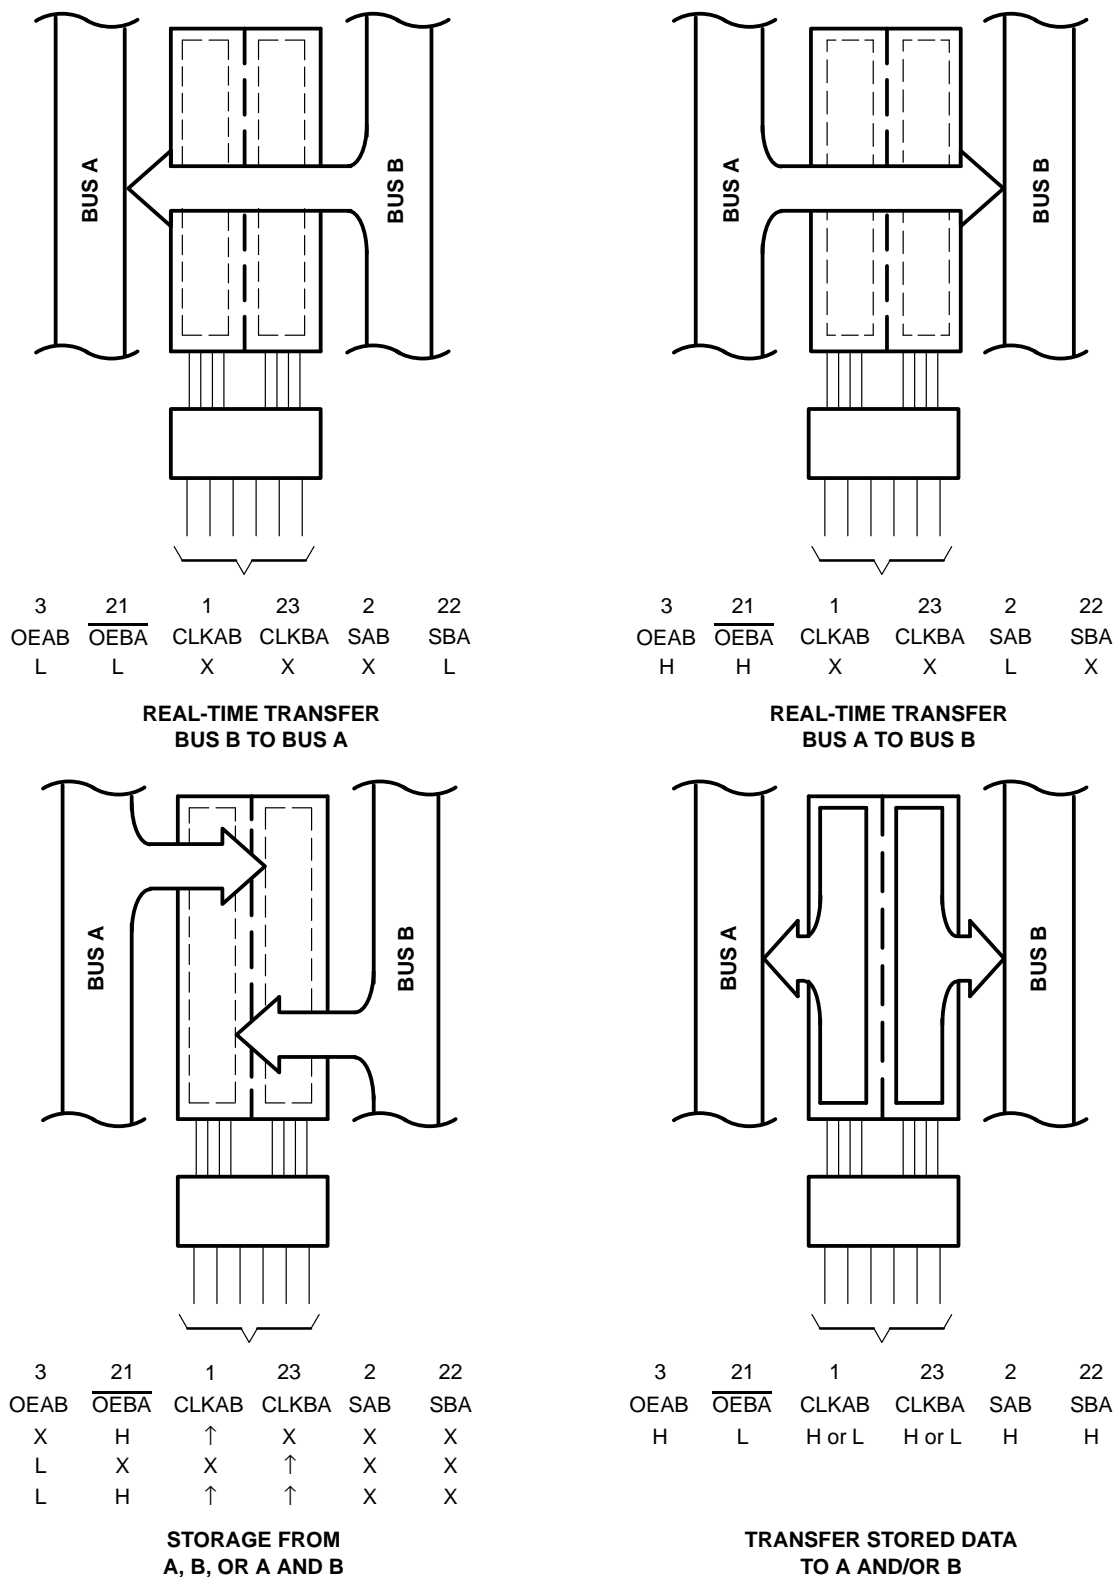 BUS A
BUS B
BUS A
BUS B
3 21 1 23 2 22
OEAB OEBA CLKAB CLKBA SAB SBA
L L X X X L
REAL-TIME TRANSFER
BUS B TO BUS A
3 21 1 23 2 22
OEAB OEBA CLKAB CLKBA SAB SBA
H H X X L X
REAL-TIME TRANSFER
BUS A TO BUS B
BUS A
BUS B
BUS A
BUS B
3 21 1 23 2 22
OEAB OEBA CLKAB CLKBA SAB SBA
X H ↑ X X X
L X X ↑ X X
L H ↑ ↑ X X
STORAGE FROM
A, B, OR A AND B
3 21 1 23 2 22
OEAB OEBA CLKAB CLKBA SAB SBA
H L H or L H or L H H
TRANSFER STORED DATA
TO A AND/OR B